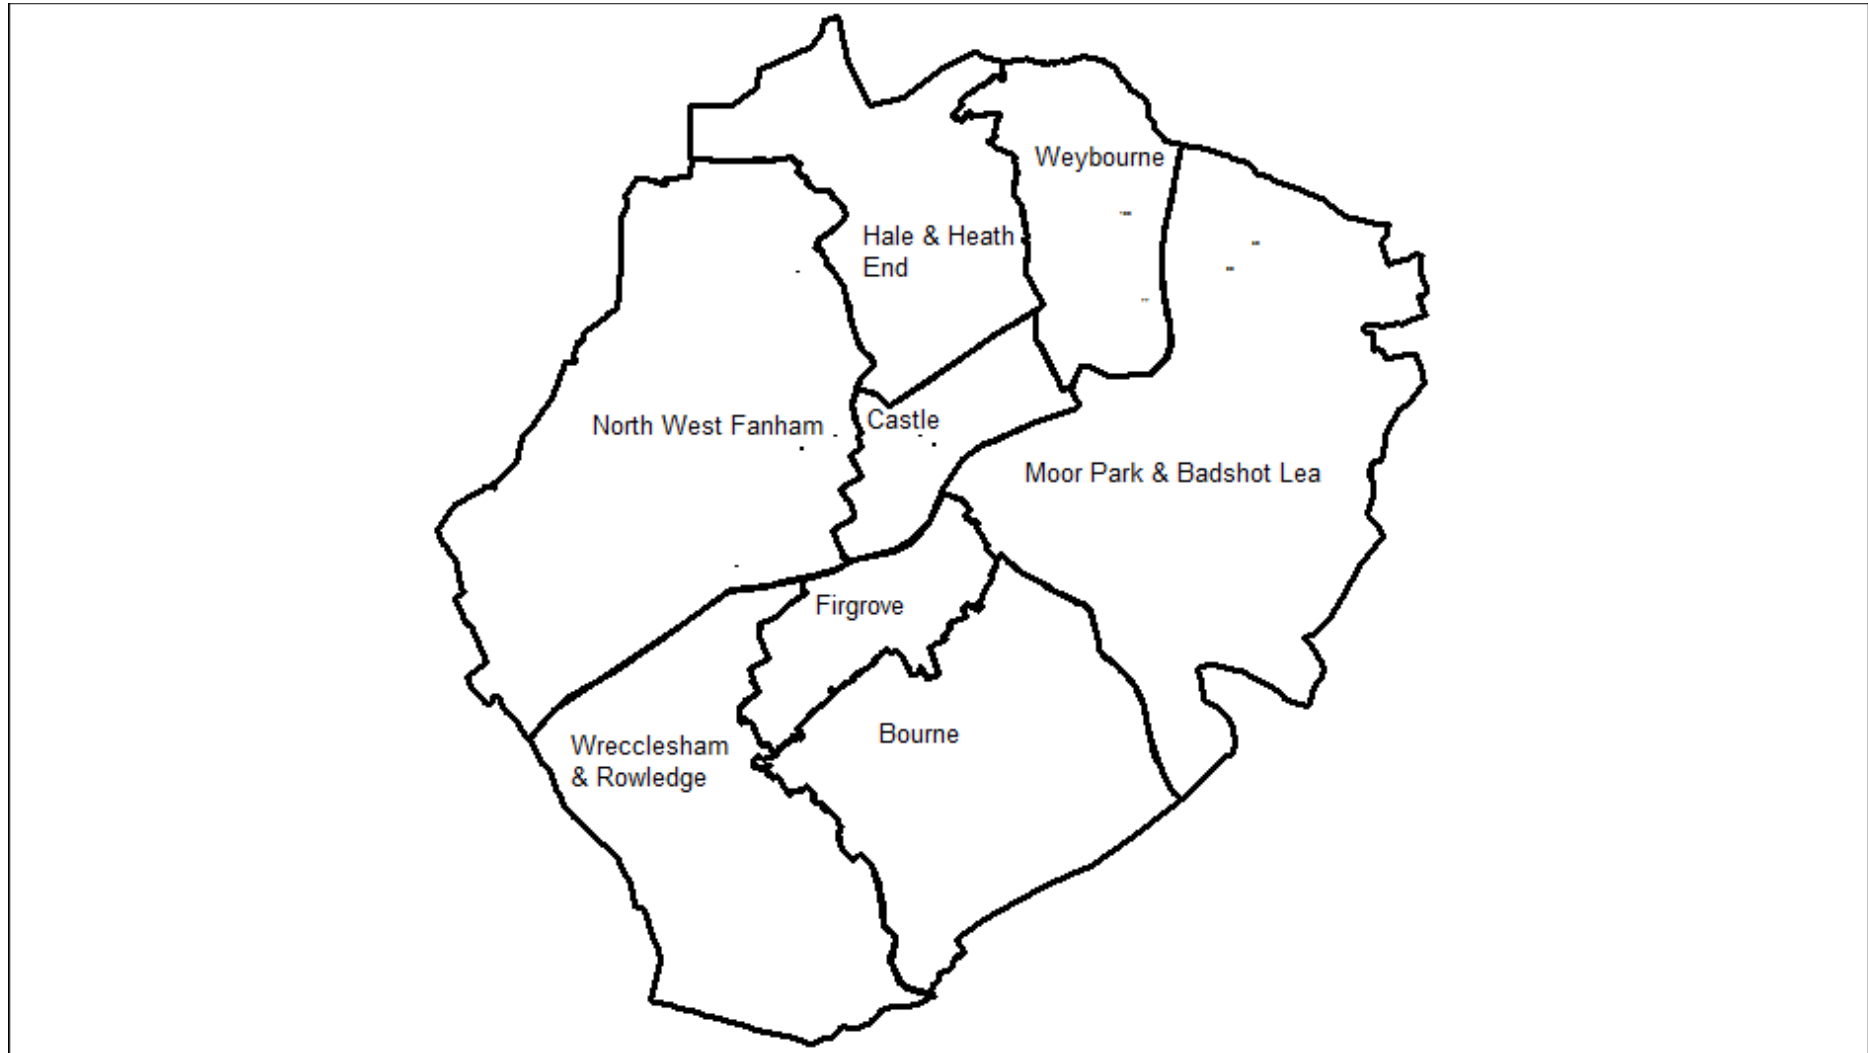 Weybourne
Hale & Heath
End
North West Fanham
Castle
Moor Park & Badshot Lea
Firgrove
Bourne
Wrecclesham
& Rowledge